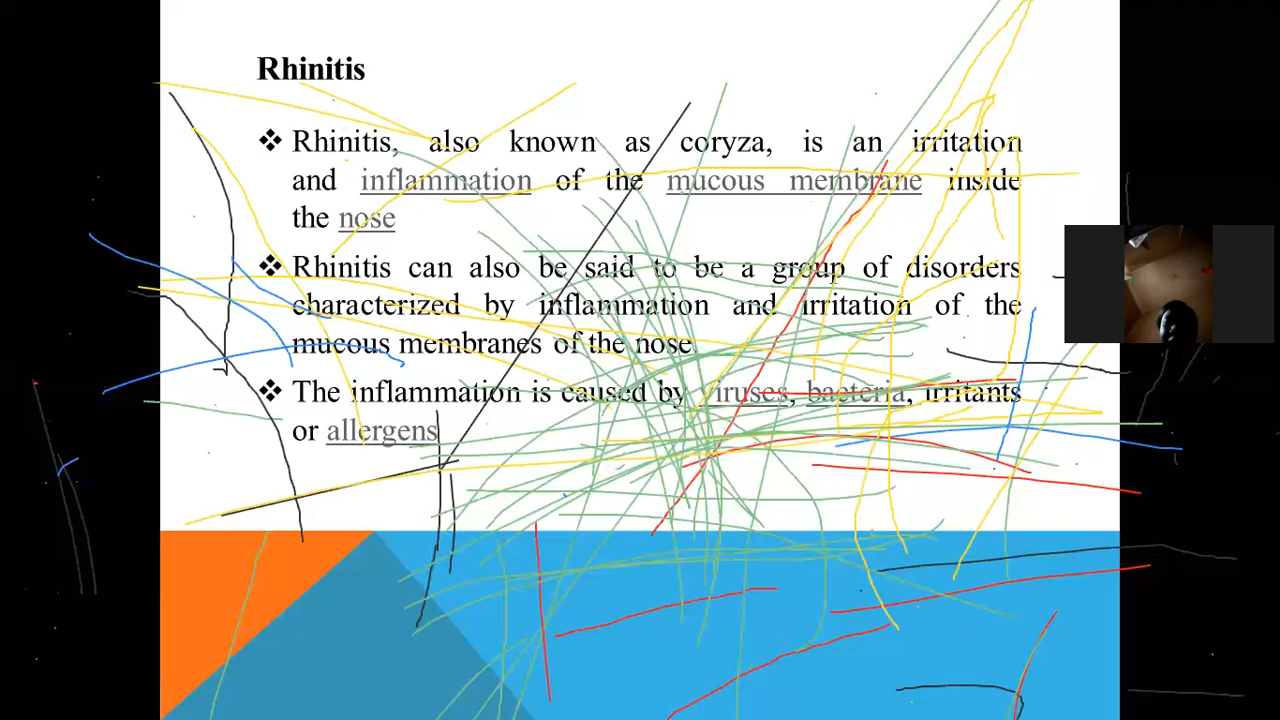 Rhinitis
❖ Rhinitis, also known as coryza, is an irritation
and inflammation of the mucous membrane inside
the nose
❖ Rhinitis can also be said to be a group of disorders
characterized by inflammation and irritation of the
mucous membranes of the nose
❖ The inflammation is caused by viruses, bacteria, irritants
or allergens